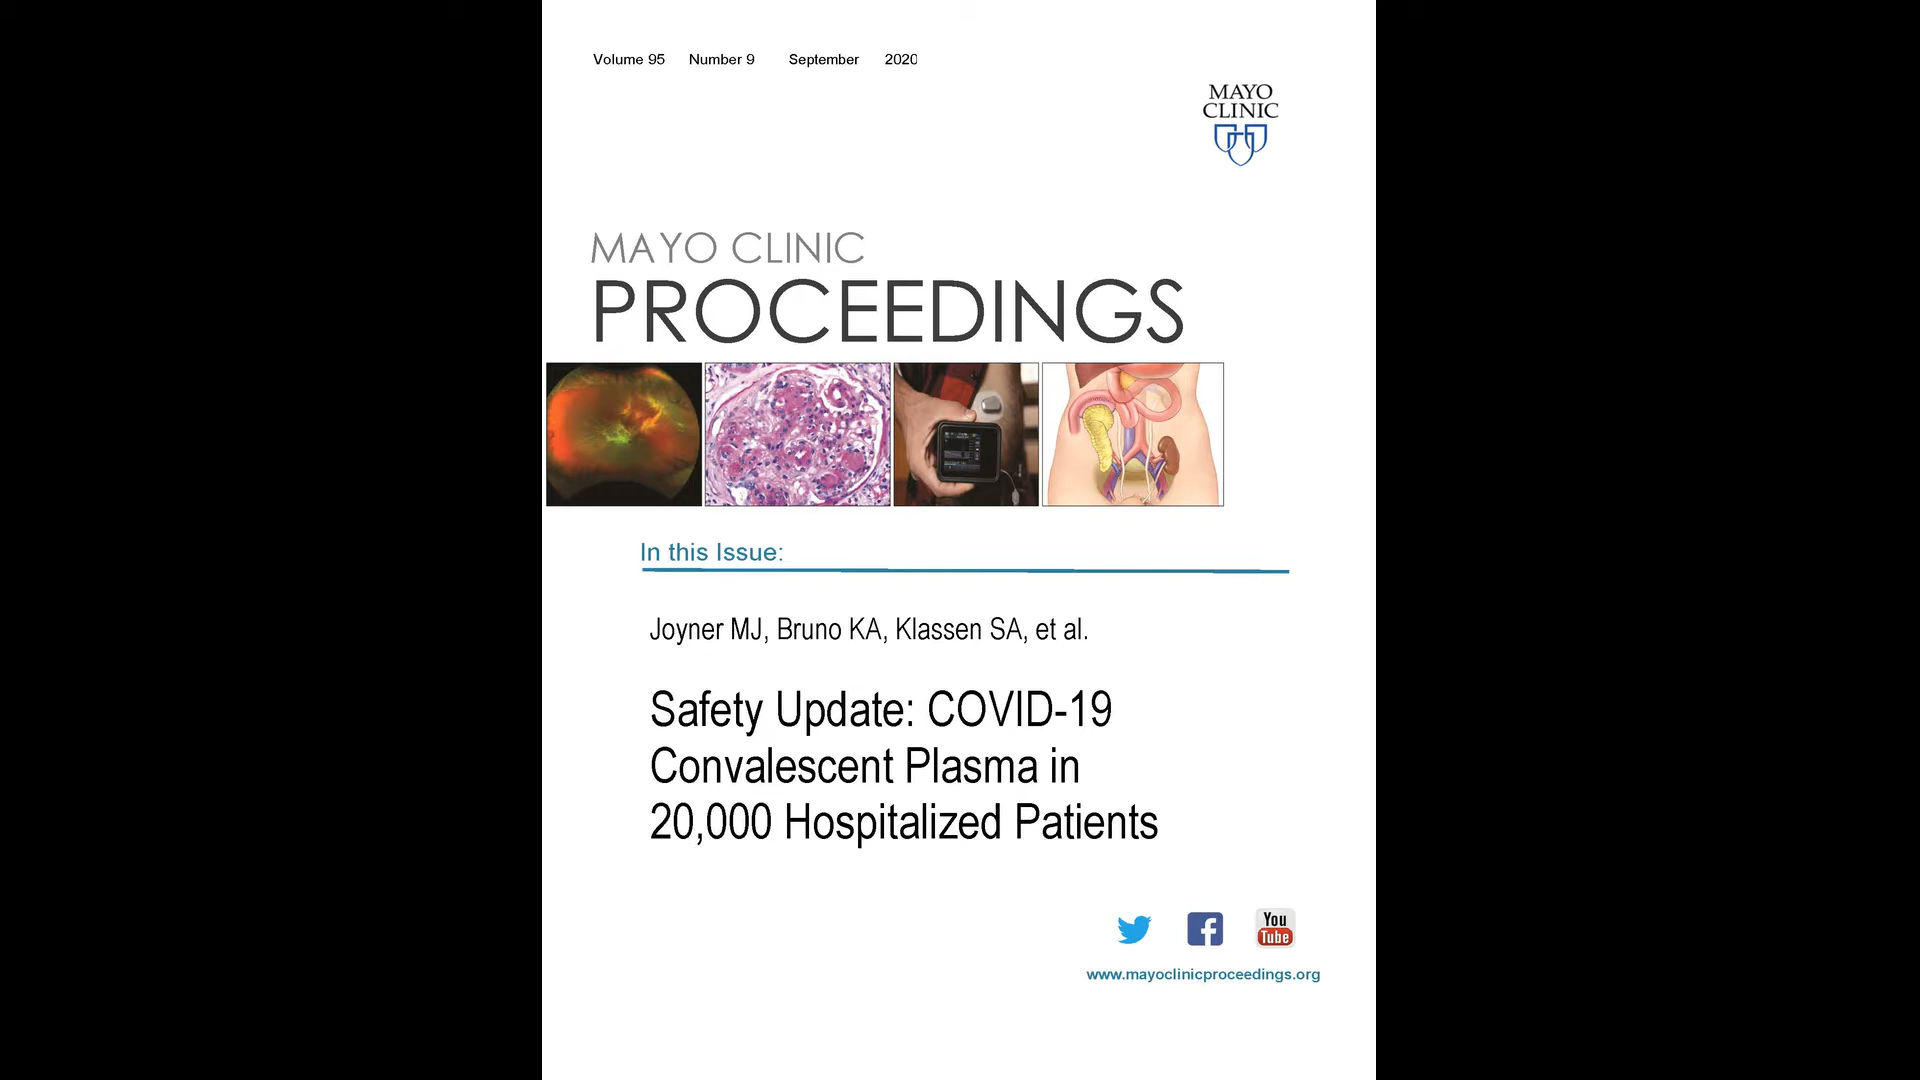 Volume 95 Number 9 September 2020
MAYO
CLINIC
MAYO CLINIC
PROCEEDINGS
In this Issue:
Joyner MJ, Bruno KA, Klassen SA, et al.
Safety Update: COVID-19
Convalescent Plasma in
20,000 Hospitalized Patients
You
Tube
www.mayoclinicproceedings.org